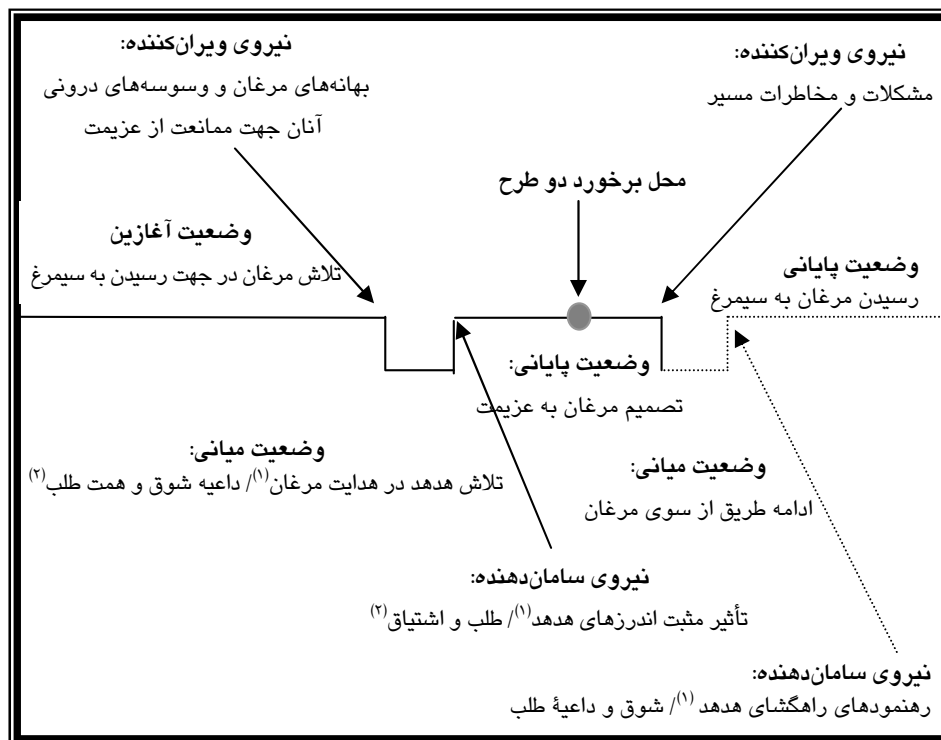 نیروی ویران‌کننده:
مشکلات و مخاطرات مسیر
نیروی ویران‌کننده:
بهانه‌های مرغان و وسوسه‌های درونی
آنان جهت ممانعت از عزیمت
محل برخورد دو طرح
وضعیت آغازین
تلاش مرغان در جهت رسیدن به سیمرغ
وضعیت پایانی
رسیدن مرغان به سیمرغ
وضعیت پایانی:
تصمیم مرغان به عزیمت
وضعیت میانی:
تلاش هدهد در هدایت مرغان(۱)/ داعیه شوق و همت طلب(۲)
وضعیت میانی:
ادامه طریق از سوی مرغان
نیروی سامان‌دهنده:
تأثیر مثبت اندرزهای هدهد(۱)/ طلب و اشتیاق(۲)
نیروی سامان‌دهنده:
رهنمودهای راهگشای هدهد (۱)/ شوق و داعیهٔ طلب